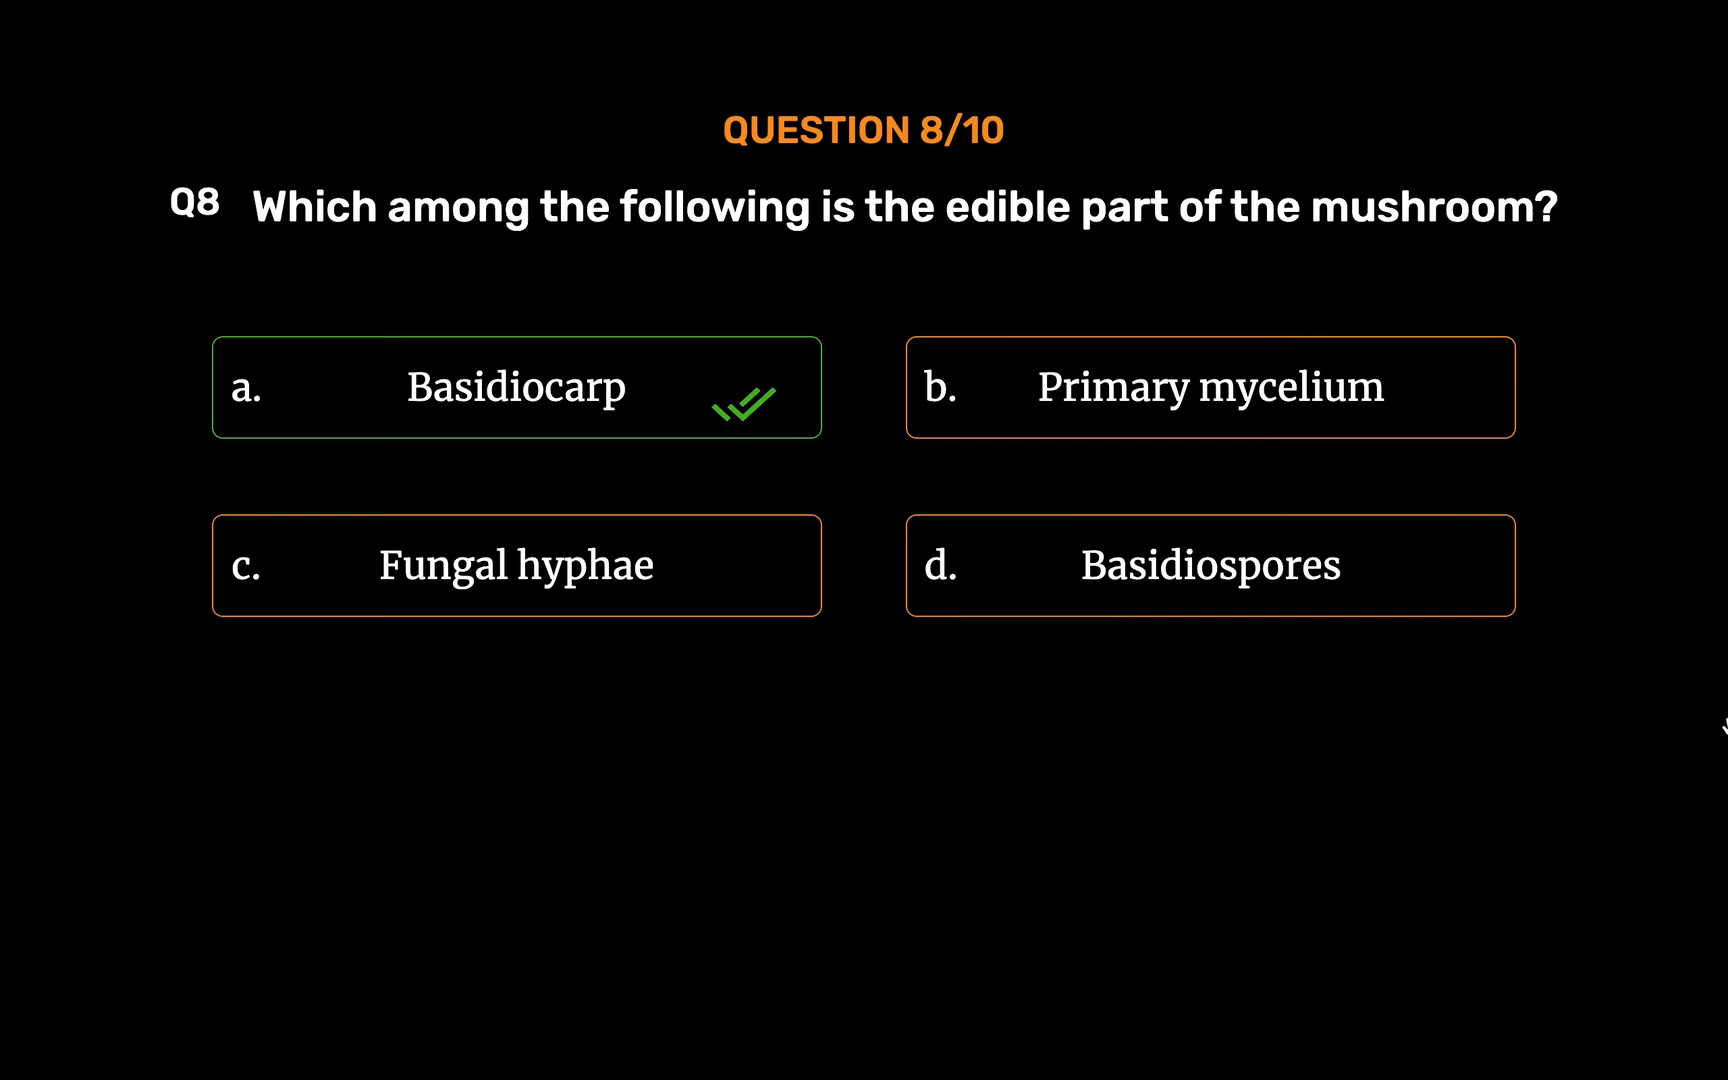 QUESTION 8/10
Q8 Which among the following is the edible part of the mushroom?
a. Basidiocarp
b. Primary mycelium
c. Fungal hyphae
d. Basidiospores